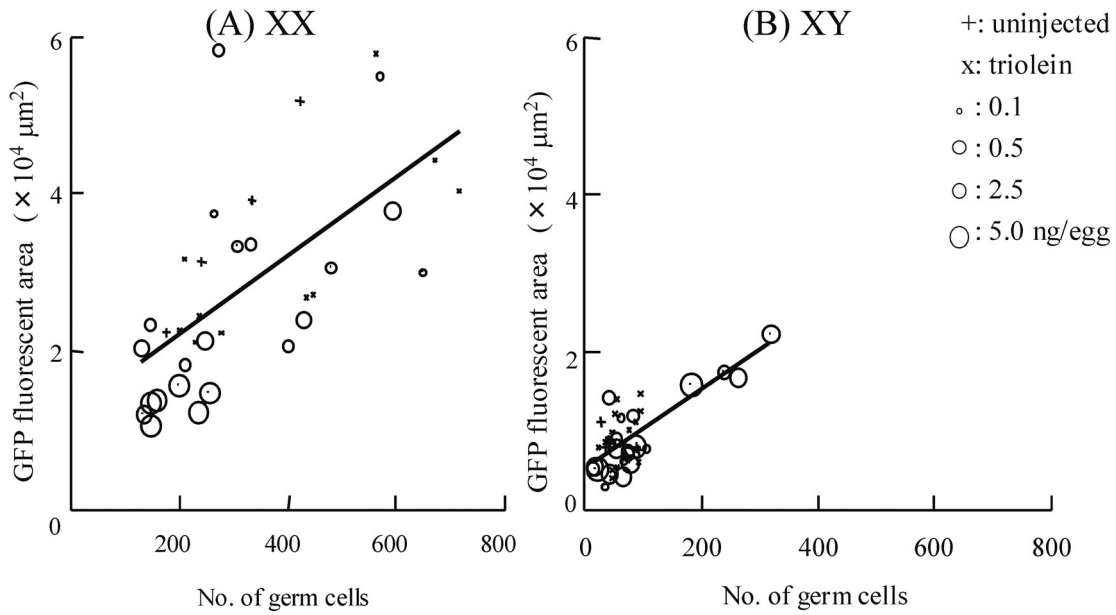 (A) XX
GFP fluorescent area ( × 10⁴ μm²)
6
4
2
0
200
400
600
800
No. of germ cells
(B) XY
GFP fluorescent area ( × 10⁴ μm²)
6
4
2
0
0
200
400
600
800
No. of germ cells
+: uninjected
x: triolein
: 0.1
: 0.5
: 2.5
: 5.0 ng/egg